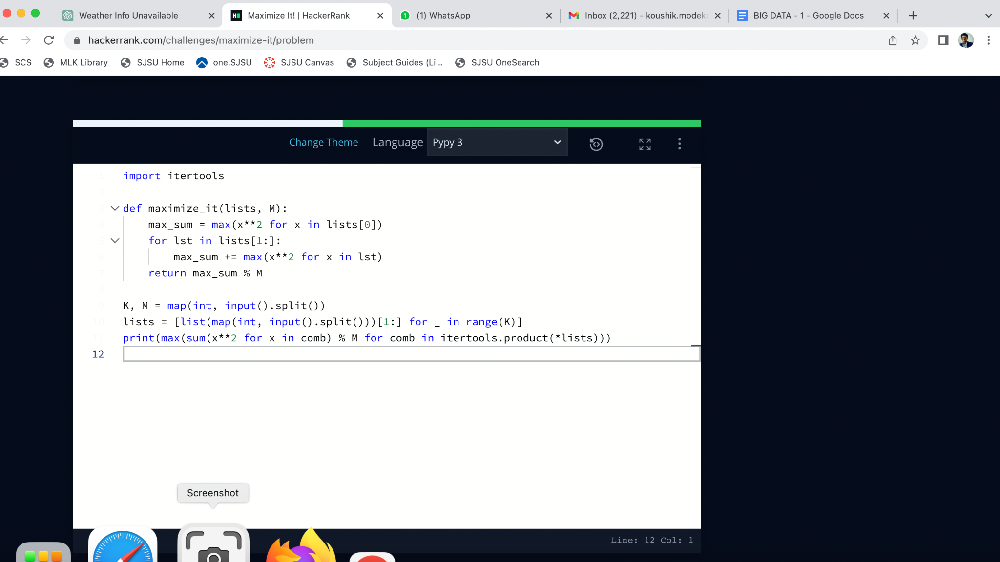 Weather Info Unavailable
Maximize It! | HackerRank
1
(1) WhatsApp
Inbox (2,221) - koushik.modeku
BIG DATA - 1 - Google Docs
hackerrank.com/challenges/maximize-it/problem
SCS
MLK Library
SJSU Home
one.SJSU
SJSU Canvas
Subject Guides (Li...
SJSU OneSearch
Change Theme
Language
Pypy 3
1 import itertools
2
3 def maximize_it(lists, M):
4 max_sum = max(x**2 for x in lists[0])
5 for lst in lists[1:]:
6 max_sum += max(x**2 for x in lst)
7 return max_sum % M
8
9 K, M = map(int, input().split())
10 lists = [list(map(int, input().split()))[1:] for _ in range(K)]
11 print(max(sum(x**2 for x in comb) % M for comb in itertools.product(*lists)))
12
Screenshot
Line: 12 Col: 1